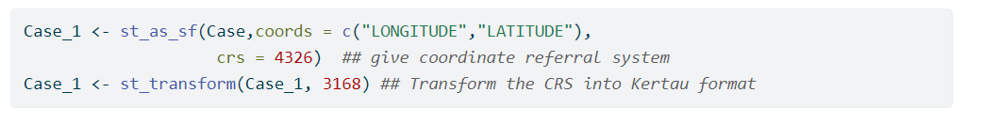 Case_1 <- st_as_sf(Case,coords = c("LONGITUDE","LATITUDE"),
crs = 4326)  ## give coordinate referral system
Case_1 <- st_transform(Case_1, 3168) ## Transform the CRS into Kertau format